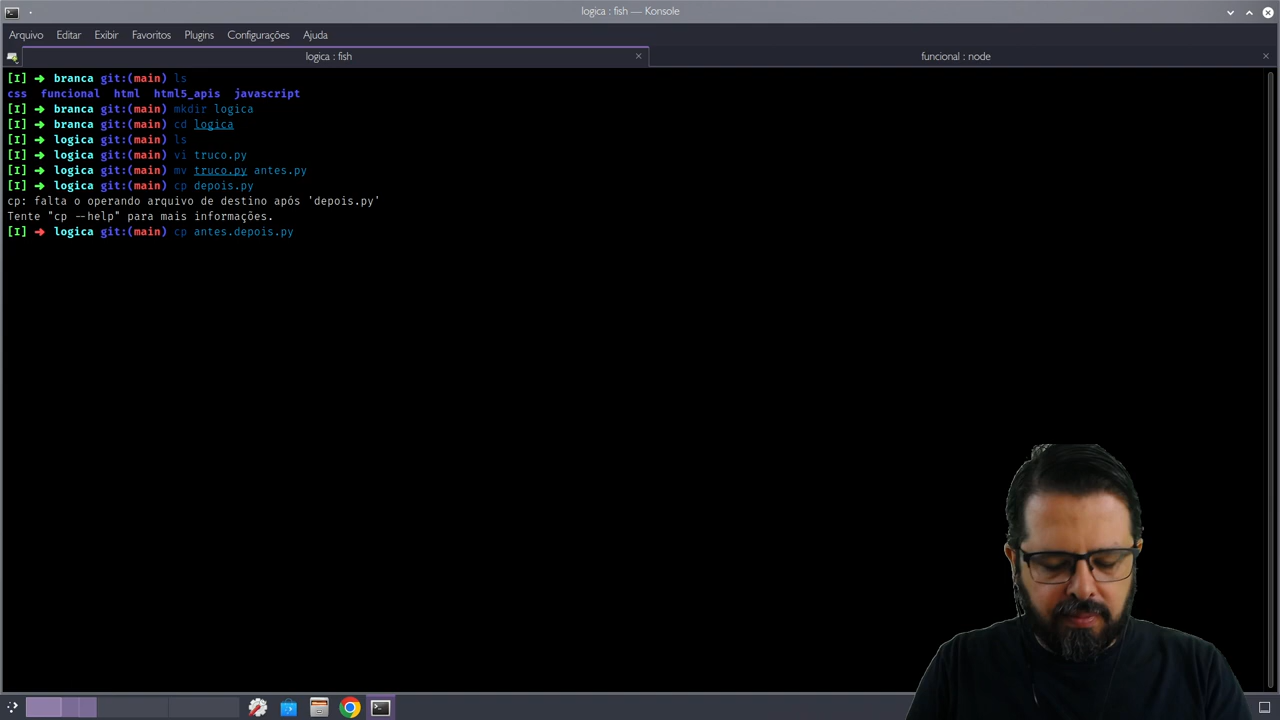 logica : fish — Konsole
Arquivo Editar Exibir Favoritos Plugins Configurações Ajuda
logica : fish
funcional : node
[I] ➜ branca git:(main) ls
css funcional html html5_apis javascript
[I] ➜ branca git:(main) mkdir logica
[I] ➜ branca git:(main) cd logica
[I] ➜ logica git:(main) ls
[I] ➜ logica git:(main) vi truco.py
[I] ➜ logica git:(main) mv truco.py antes.py
[I] ➜ logica git:(main) cp depois.py
cp: falta o operando arquivo de destino após 'depois.py'
Tente "cp --help" para mais informações.
[I] ➜ logica git:(main) cp antes.depois.py